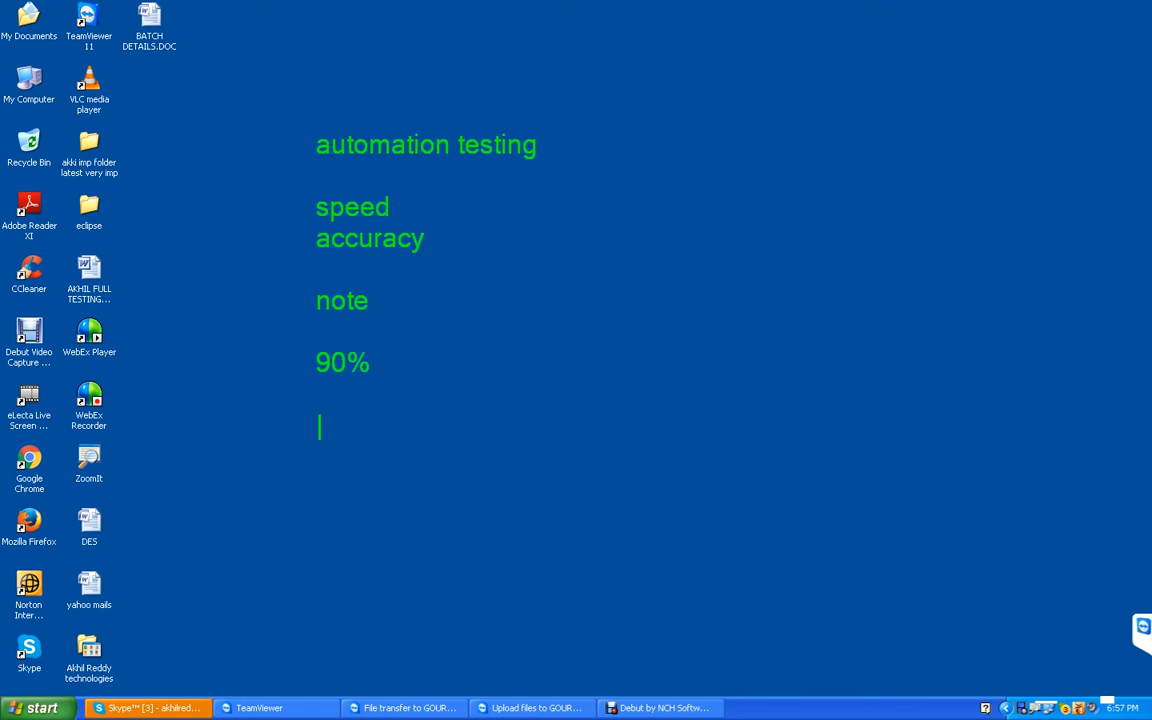 My Documents
TeamViewer
11
BATCH
DETAILS.DOC
My Computer
VLC media
player
Recycle Bin
akki imp folder
latest very imp
Adobe Reader
XI
eclipse
CCleaner
AKHIL FULL
TESTING...
Debut Video
Capture ...
WebEx Player
eLecta Live
Screen ...
WebEx
Recorder
Google
Chrome
ZoomIt
Mozilla Firefox
DES
Norton
Inter...
yahoo mails
Skype
Akhil Reddy
technologies
automation testing
speed
accuracy
note
90%
start
Skype™ [3] - akhilred...
TeamViewer
File transfer to GOUR...
Upload files to GOUR...
Debut by NCH Softw...
6:57 PM